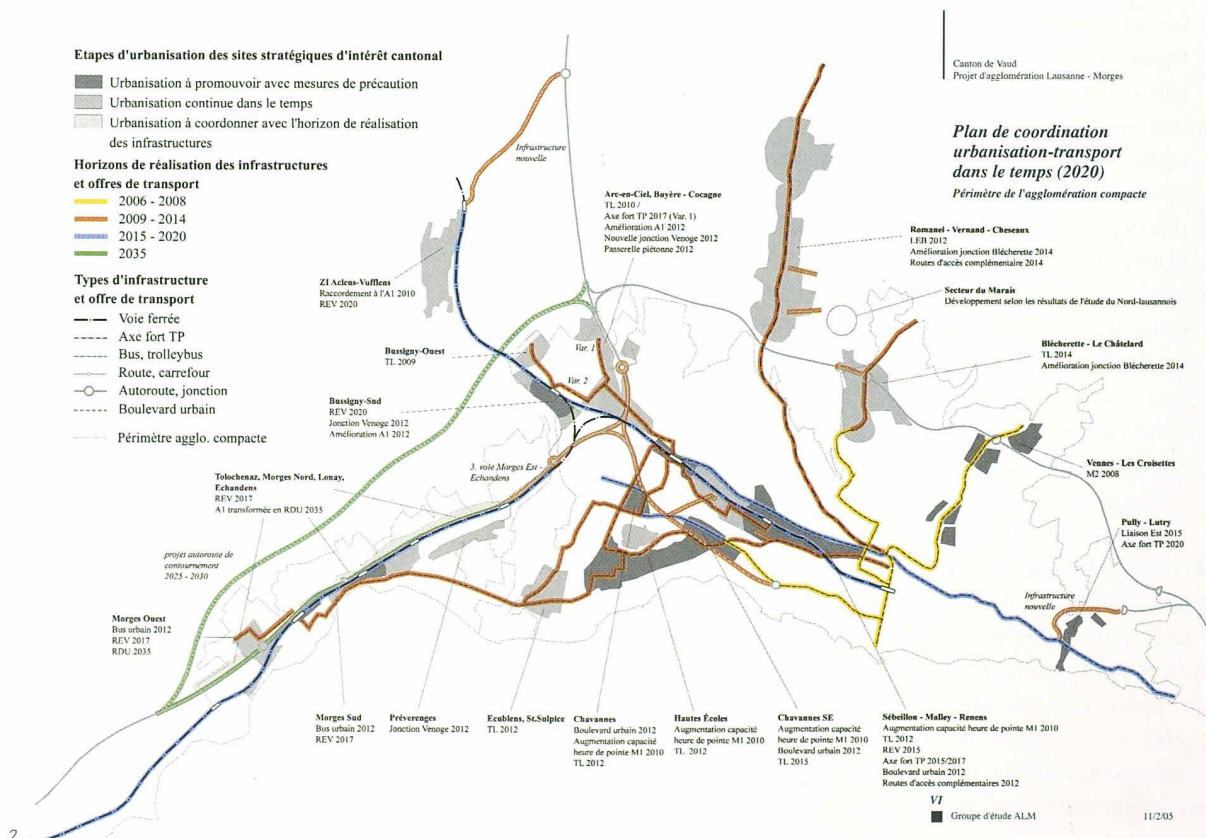 Etapes d'urbanisation des sites stratégiques d'intérêt cantonal
Urbanisation à promouvoir avec mesures de précaution
Urbanisation continue dans le temps
Urbanisation à coordonner avec l'horizon de réalisation
des infrastructures
Horizons de réalisation des infrastructures
et offres de transport
2006 - 2008
2009 - 2014
2015 - 2020
2035
Types d'infrastructure
et offre de transport
Voie ferrée
Axe fort TP
Bus, trolleybus
Route, carrefour
Autoroute, jonction
Boulevard urbain
Périmètre agglo. compacte
Canton de Vaud
Projet d'agglomération Lausanne - Morges
Plan de coordination
urbanisation-transport
dans le temps (2020)
Périmètre de l'agglomération compacte
Infrastructure
nouvelle
Arc-en-Ciel, Buyère - Cocagne
TL 2010 /
Axe fort TP 2017 (Var. 1)
Amélioration A1 2012
Nouvelle jonction Venoge 2012
Passerelle piétonne 2012
Romanel - Vernand - Cheseaux
LEB 2012
Amélioration jonction Blécherette 2014
Routes d'accès complémentaire 2014
ZI Aclens-Vufflens
Raccordement à l'A1 2010
REV 2020
Secteur du Marais
Développement selon les résultats de l'étude du Nord-lausannois
Bussigny-Ouest
TL 2009
Var. 1
Var. 2
Blécherette - Le Châtelard
TL 2014
Amélioration jonction Blécherette 2014
Bussigny-Sud
REV 2020
Jonction Venoge 2012
Amélioration A1 2012
3. voie Morges Est -
Echandens
Vennes - Les Croisettes
M2 2008
Tolochenaz, Morges Nord, Lonay,
Echandens
REV 2017
A1 transformée en RDU 2035
Pully - Lutry
Liaison Est 2015
Axe fort TP 2020
projet autoroute de
contournement
2025 - 2030
Infrastructure
nouvelle
Morges Ouest
Bus urbain 2012
REV 2017
RDU 2035
Morges Sud
Bus urbain 2012
REV 2017
Préverenges
Jonction Venoge 2012
Ecublens, St.Sulpice
TL 2012
Chavannes
Boulevard urbain 2012
Augmentation capacité
heure de pointe M1 2010
TL 2012
Hautes Écoles
Augmentation capacité
heure de pointe M1 2010
TL 2012
Chavannes SE
Augmentation capacité
heure de pointe M1 2010
Boulevard urbain 2012
TL 2015
Sébeillon - Malley - Renens
Augmentation capacité heure de pointe M1 2010
TL 2012
REV 2015
Axe fort TP 2015/2017
Boulevard urbain 2012
Routes d'accès complémentaires 2012
VI
Groupe d'étude ALM
11/2/05
2